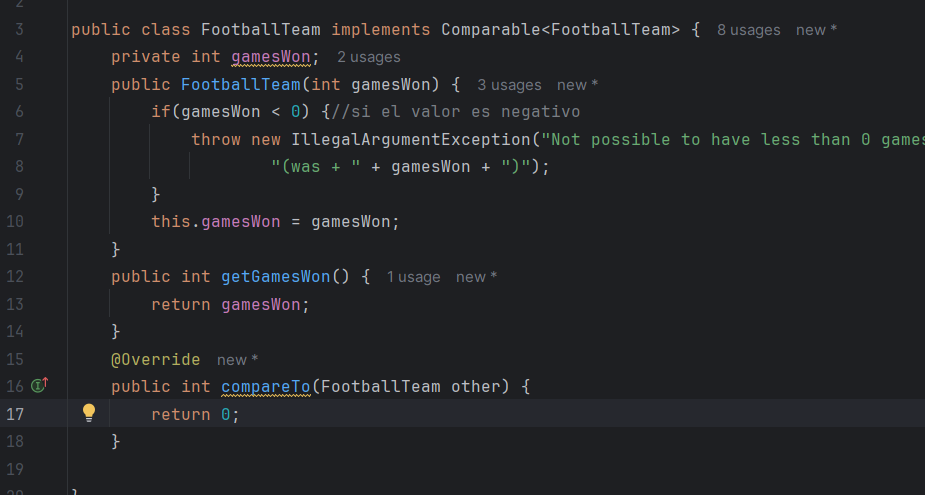 2
3 public class FootballTeam implements Comparable<FootballTeam> { 8 usages new *
4 private int gamesWon; 2 usages
5 public FootballTeam(int gamesWon) { 3 usages new *
6 if(gamesWon < 0) {//si el valor es negativo
7 throw new IllegalArgumentException("Not possible to have less than 0 games
8 "(was + " + gamesWon + ")");
9 }
10 this.gamesWon = gamesWon;
11 }
12 public int getGamesWon() { 1 usage new *
13 return gamesWon;
14 }
15 @Override new *
16 public int compareTo(FootballTeam other) {
17 return 0;
18 }
19
20 }